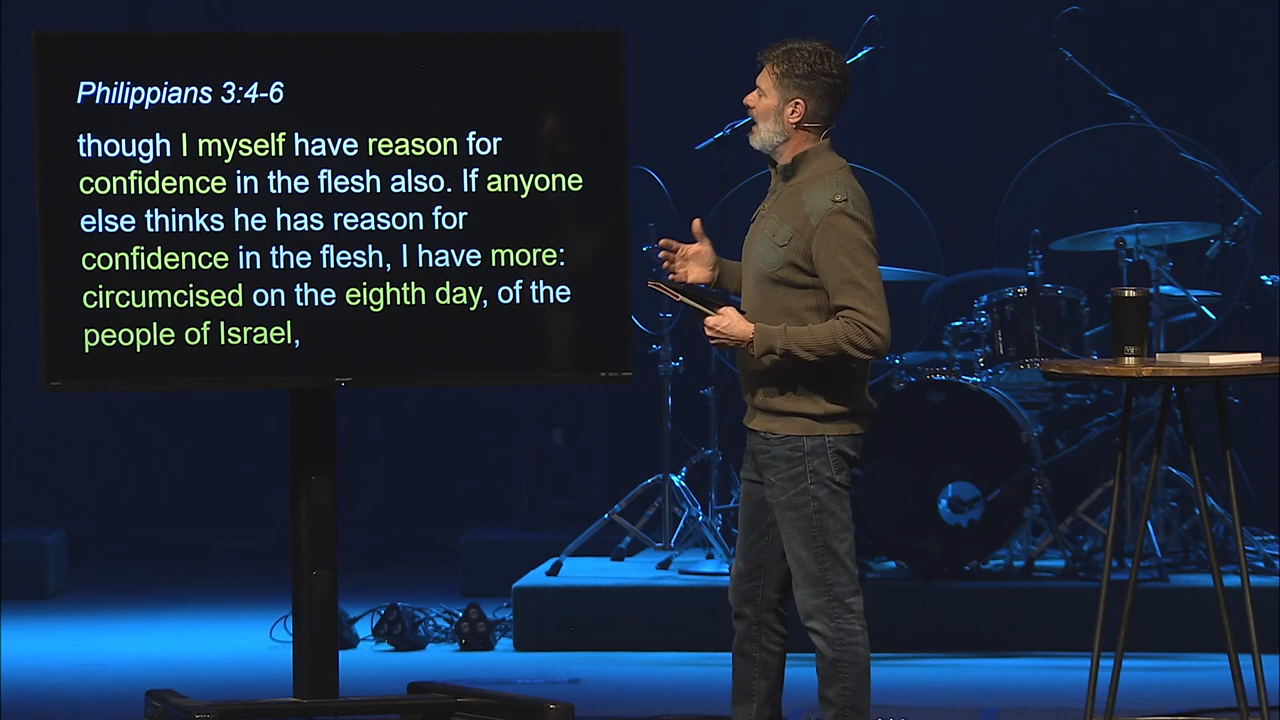 Philippians 3:4-6
though I myself have reason for
confidence in the flesh also. If anyone
else thinks he has reason for
confidence in the flesh, I have more:
circumcised on the eighth day, of the
people of Israel,
YETI